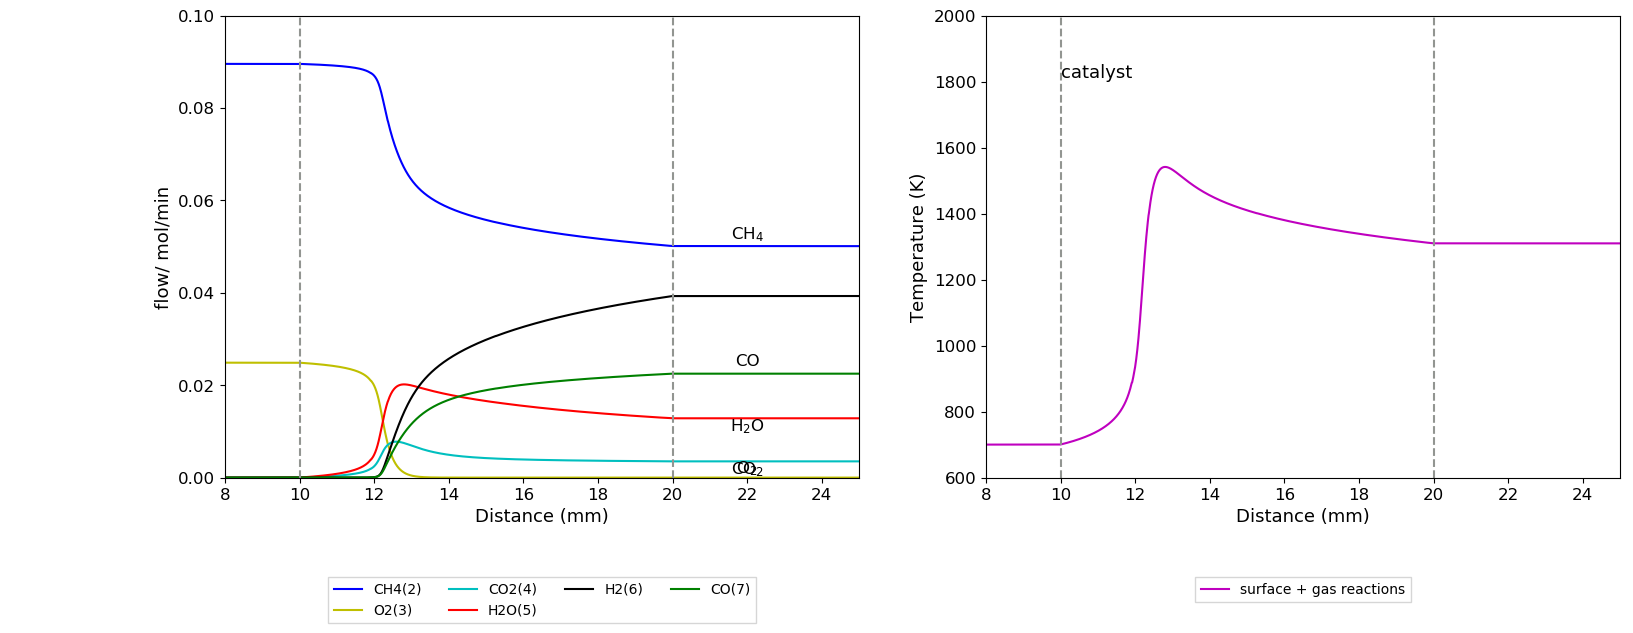 0.10
0.08
0.06
0.04
0.02
0.00
flow/ mol/min
CH₄
CO
H₂O
O₂
CO₂
8 10 12 14 16 18 20 22 24
Distance (mm)
CH4(2) CO2(4) H2(6) CO(7)
O2(3) H2O(5)
2000
1800
1600
1400
1200
1000
800
600
Temperature (K)
catalyst
8 10 12 14 16 18 20 22 24
Distance (mm)
surface + gas reactions